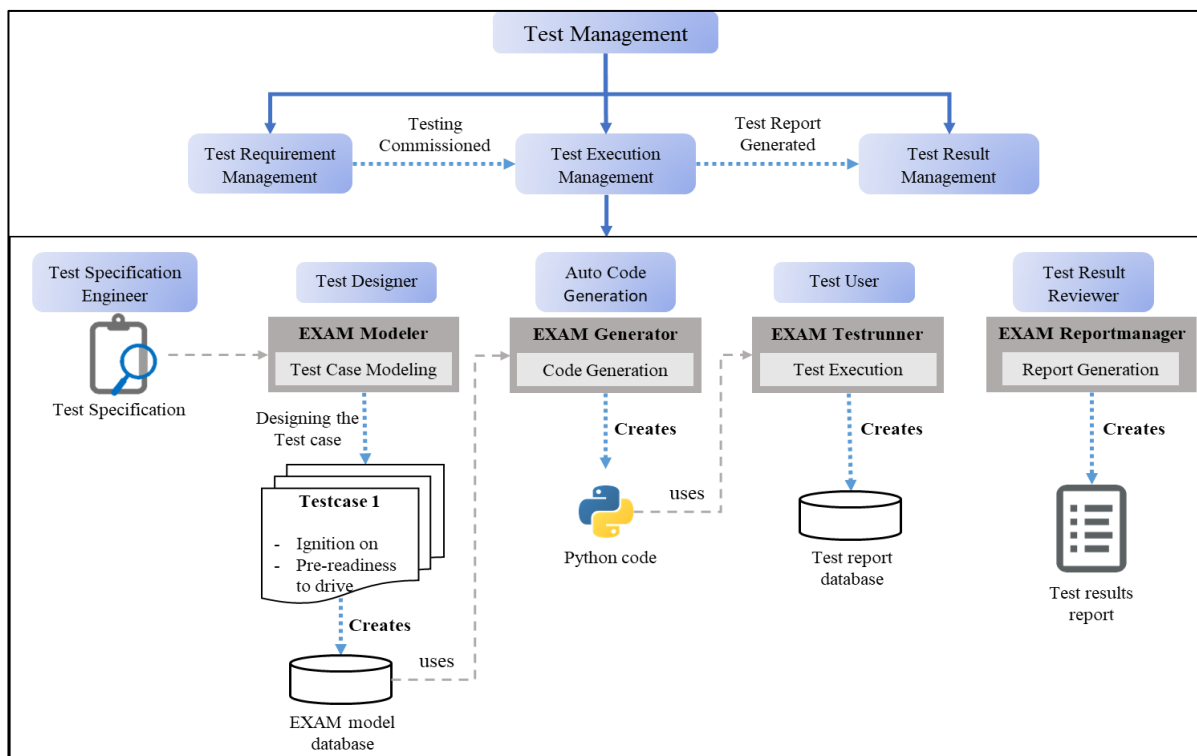 Test Management
Testing
Commissioned
Test Report
Generated
Test Requirement
Management
Test Execution
Management
Test Result
Management
Test Specification
Engineer
Test Designer
Auto Code
Generation
Test User
Test Result
Reviewer
EXAM Modeler
Test Case Modeling
EXAM Generator
Code Generation
EXAM Testrunner
Test Execution
EXAM Reportmanager
Report Generation
Test Specification
Designing the
Test case
Creates
Creates
Creates
Testcase 1
- Ignition on
- Pre-readiness
to drive
uses
Python code
Test report
database
Test results
report
Creates
uses
EXAM model
database